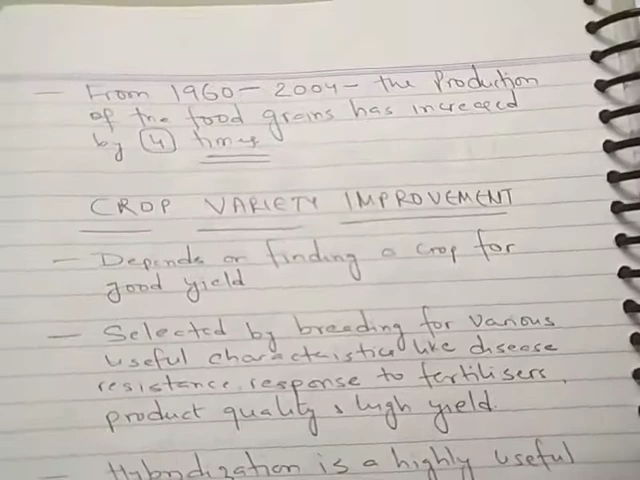 — From 1960 - 2004 - the Production
of the food grains has increased
by 4 times
CROP VARIETY IMPROVEMENT
— Depends on finding a crop for
good yield
— Selected by breeding for various
useful characteristics like disease
resistance, response to fertilisers,
product quality & high yield.
— Hybridization is a highly useful